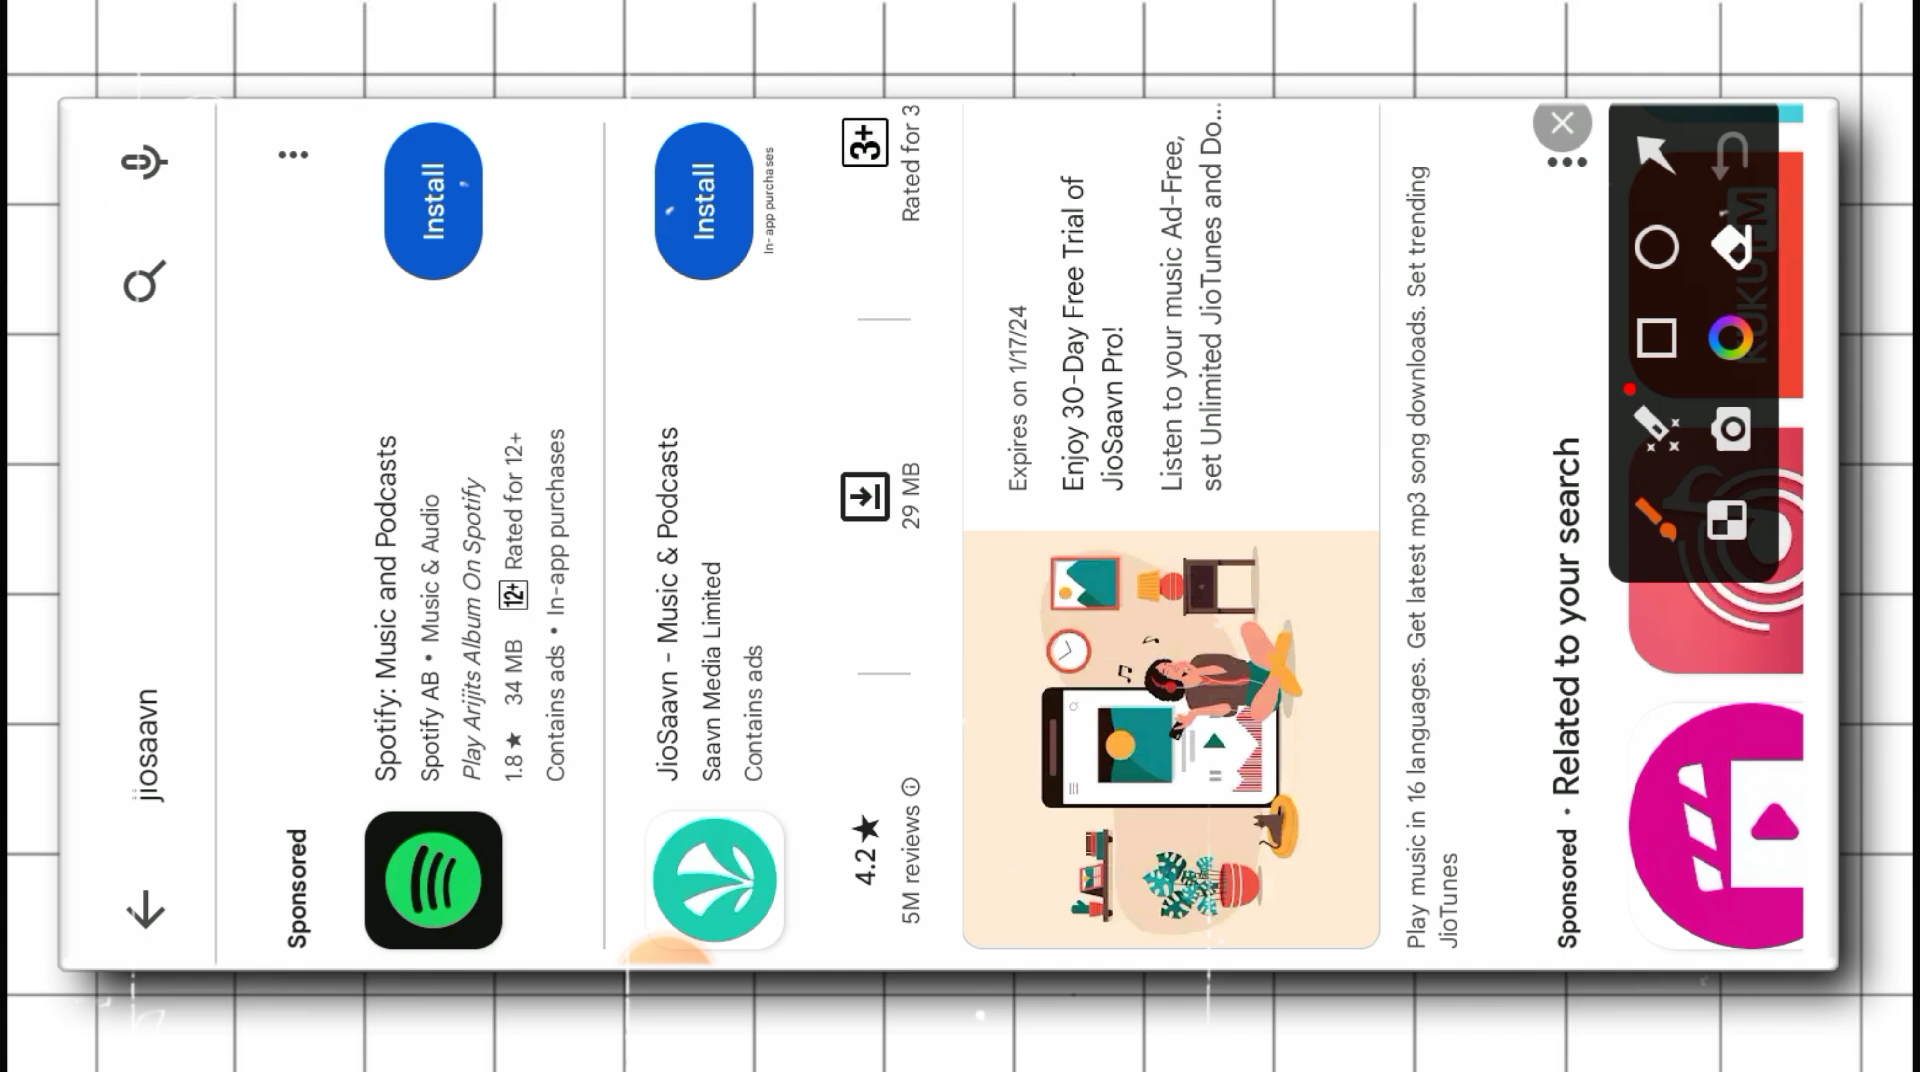 jiosaavn
Sponsored
Spotify: Music and Podcasts
Spotify AB • Music & Audio
Play Arijits Album On Spotify
1.8★ 34 MB 12+ Rated for 12+
Contains ads • In-app purchases
Install
JioSaavn - Music & Podcasts
Saavn Media Limited
Contains ads
Install
In-app purchases
4.2★
5M reviews
29 MB
3+
Rated for 3
Expires on 1/17/24
Enjoy 30-Day Free Trial of
JioSaavn Pro!
Listen to your music Ad-Free,
set Unlimited JioTunes and Do...
Play music in 16 languages. Get latest mp3 song downloads. Set trending
JioTunes
Sponsored · Related to your search
KUKU FM